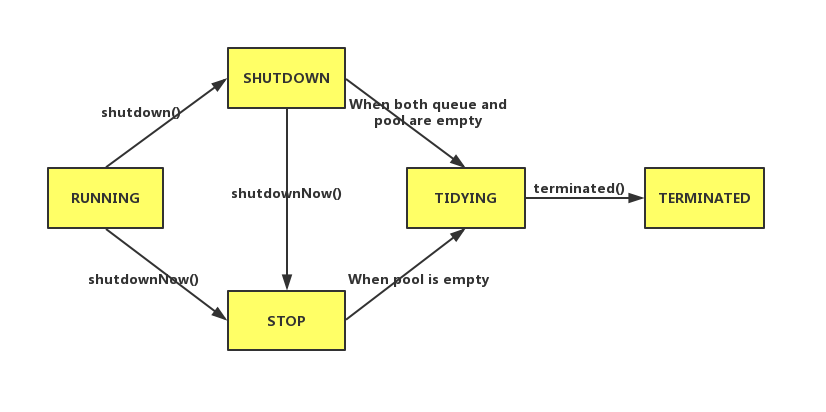 SHUTDOWN
shutdown()
When both queue and
pool are empty
shutdownNow()
RUNNING
TIDYING
terminated()
TERMINATED
shutdownNow()
When pool is empty
STOP